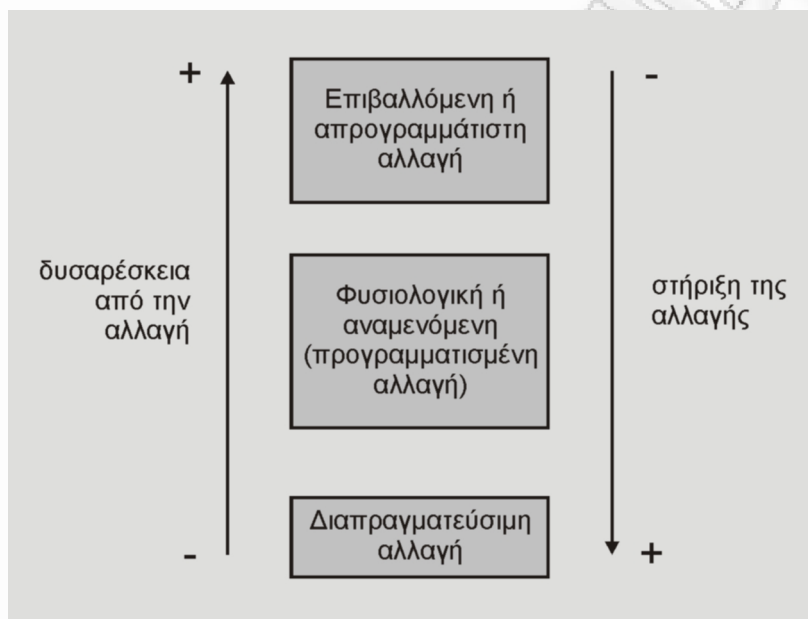 +
-
Επιβαλλόμενη ή
απρογραμμάτιστη
αλλαγή
δυσαρέσκεια
από την
αλλαγή
Φυσιολογική ή
αναμενόμενη
(προγραμματισμένη
αλλαγή)
στήριξη της
αλλαγής
Διαπραγματεύσιμη
αλλαγή
-
+